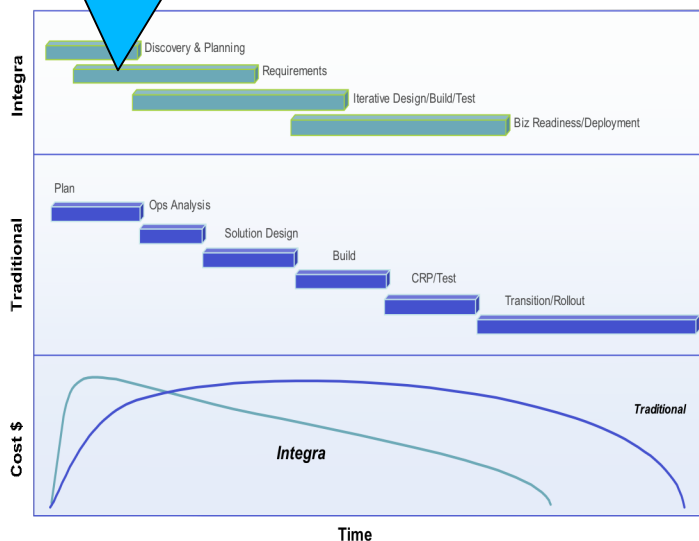 Integra
Discovery & Planning
Requirements
Iterative Design/Build/Test
Biz Readiness/Deployment
Traditional
Plan
Ops Analysis
Solution Design
Build
CRP/Test
Transition/Rollout
Cost $
Traditional
Integra
Time